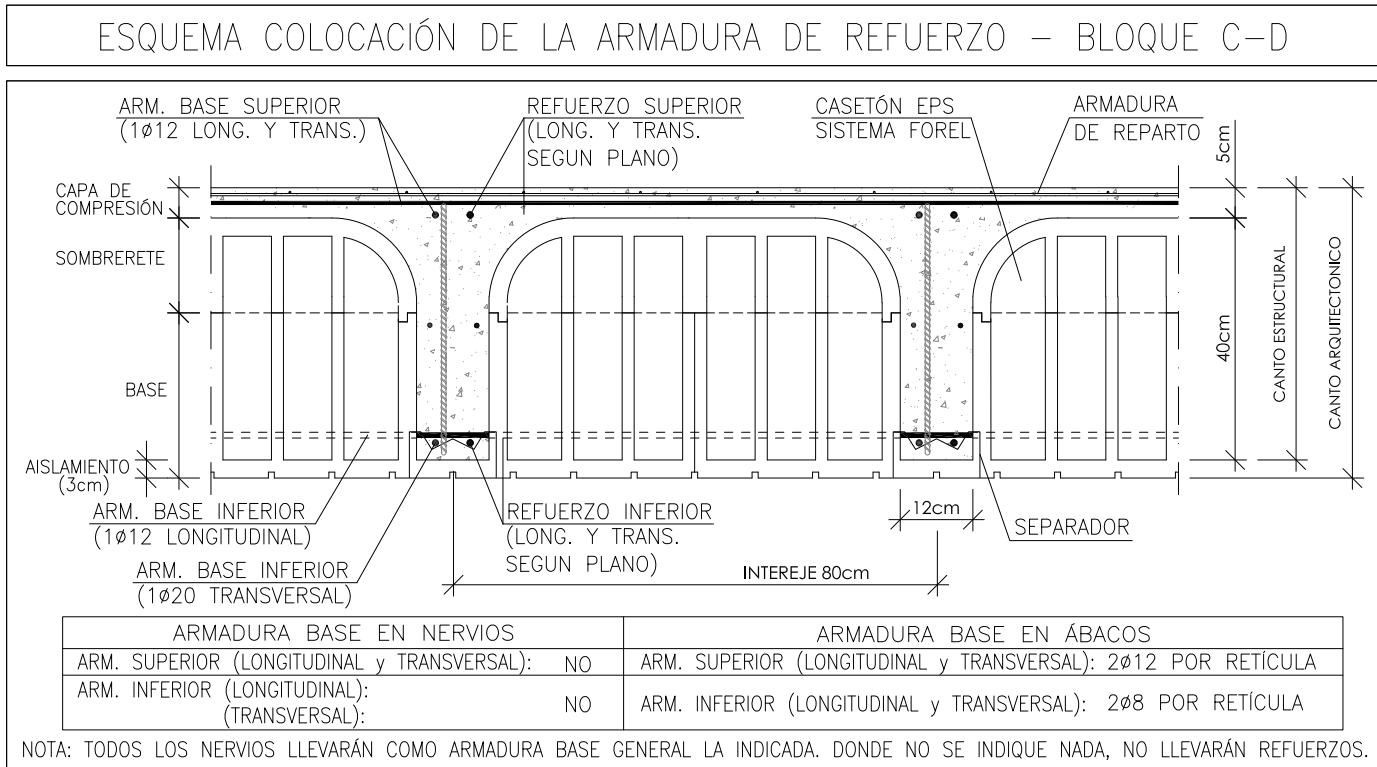 ESQUEMA COLOCACIÓN DE LA ARMADURA DE REFUERZO - BLOQUE C-D
ARM. BASE SUPERIOR
(1ø12 LONG. Y TRANS.)
REFUERZO SUPERIOR
(LONG. Y TRANS.
SEGUN PLANO)
CASETÓN EPS
SISTEMA FOREL
ARMADURA
DE REPARTO
5cm
CAPA DE
COMPRESIÓN
SOMBRERETE
BASE
AISLAMIENTO
(3cm)
40cm
CANTO ESTRUCTURAL
CANTO ARQUITECTONICO
ARM. BASE INFERIOR
(1ø12 LONGITUDINAL)
ARM. BASE INFERIOR
(1ø20 TRANSVERSAL)
REFUERZO INFERIOR
(LONG. Y TRANS.
SEGUN PLANO)
12cm
SEPARADOR
INTEREJE 80cm
ARMADURA BASE EN NERVIOS
ARMADURA BASE EN ÁBACOS
ARM. SUPERIOR (LONGITUDINAL y TRANSVERSAL): NO
ARM. SUPERIOR (LONGITUDINAL y TRANSVERSAL): 2ø12 POR RETÍCULA
ARM. INFERIOR (LONGITUDINAL):
(TRANSVERSAL): NO
ARM. INFERIOR (LONGITUDINAL y TRANSVERSAL): 2ø8 POR RETÍCULA
NOTA: TODOS LOS NERVIOS LLEVARÁN COMO ARMADURA BASE GENERAL LA INDICADA. DONDE NO SE INDIQUE NADA, NO LLEVARÁN REFUERZOS.